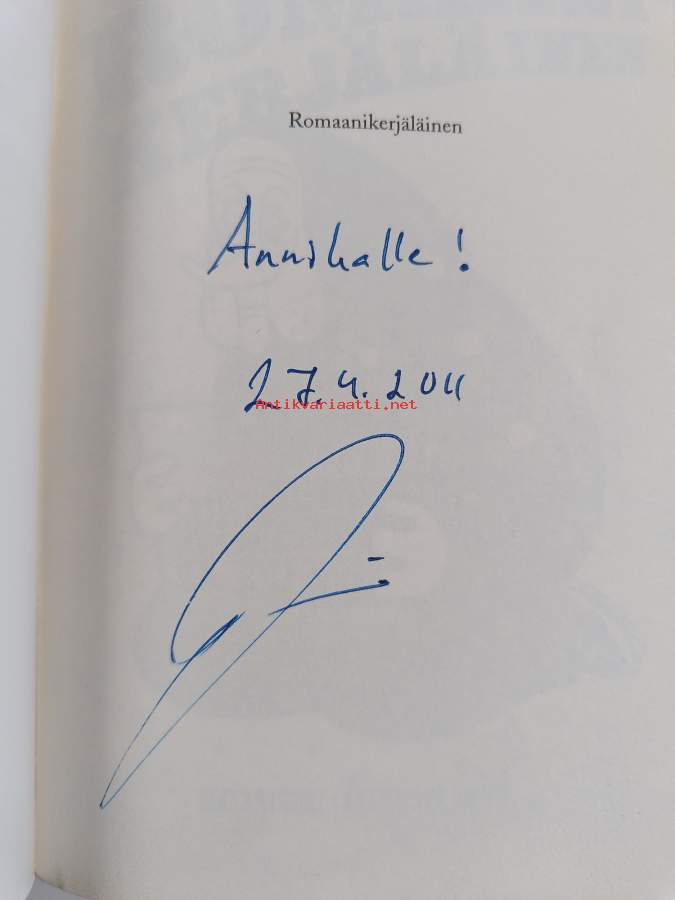 Romaanikerjäläinen
Annikalle!
27.4.2011
Antikvariaatti.net